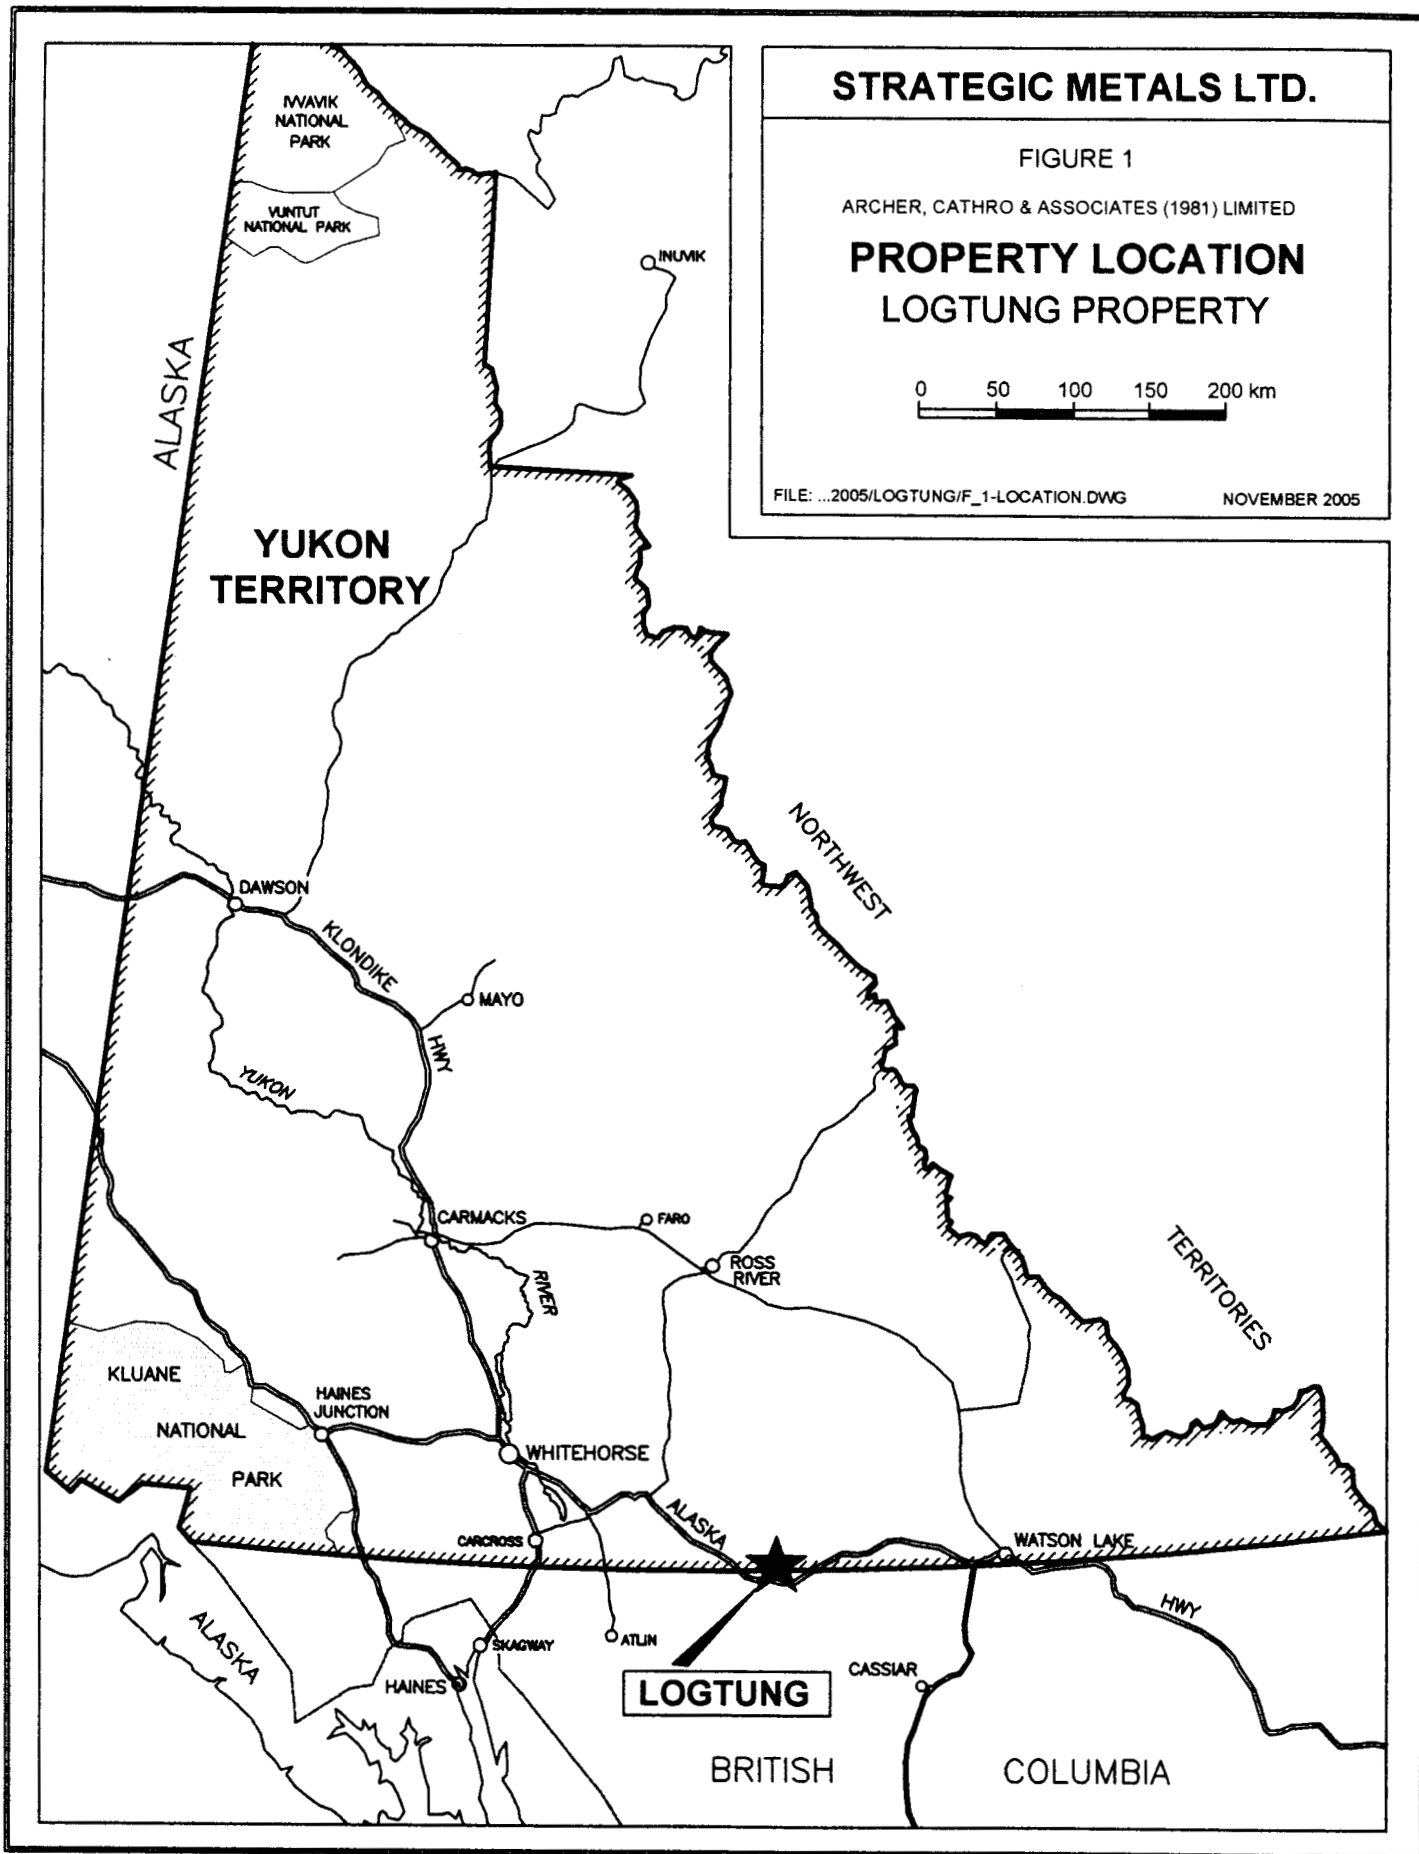 STRATEGIC METALS LTD.
FIGURE 1
ARCHER, CATHRO & ASSOCIATES (1981) LIMITED
PROPERTY LOCATION
LOGTUNG PROPERTY
0 50 100 150 200 km
FILE: ...2005/LOGTUNG/F_1-LOCATION.DWG NOVEMBER 2005
IVVAVIK
NATIONAL
PARK
VUNTUT
NATIONAL PARK
INUVIK
ALASKA
YUKON
TERRITORY
NORTHWEST
TERRITORIES
DAWSON
KLONDIKE
HWY
MAYO
YUKON
RIVER
CARMACKS
FARO
ROSS
RIVER
KLUANE
NATIONAL
PARK
HAINES
JUNCTION
WHITEHORSE
ALASKA
HWY
CARCROSS
WATSON LAKE
ALASKA
SKAGWAY
ATLIN
HAINES
CASSIAR
LOGTUNG
BRITISH COLUMBIA